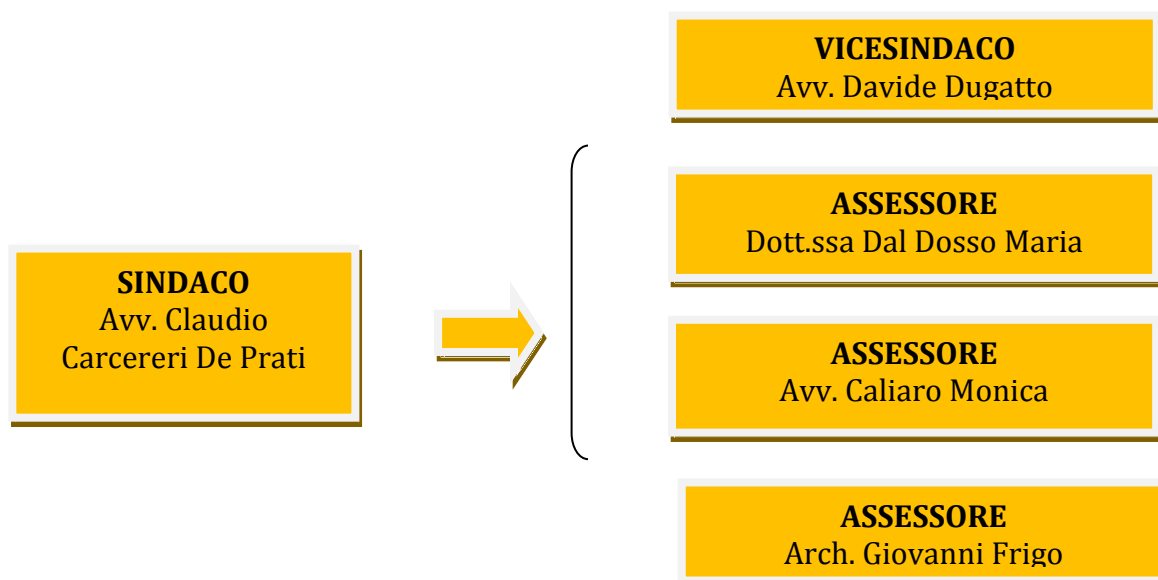 SINDACO
Avv. Claudio
Carcereri De Prati
VICESINDACO
Avv. Davide Dugatto
ASSESSORE
Dott.ssa Dal Dosso Maria
ASSESSORE
Avv. Caliaro Monica
ASSESSORE
Arch. Giovanni Frigo